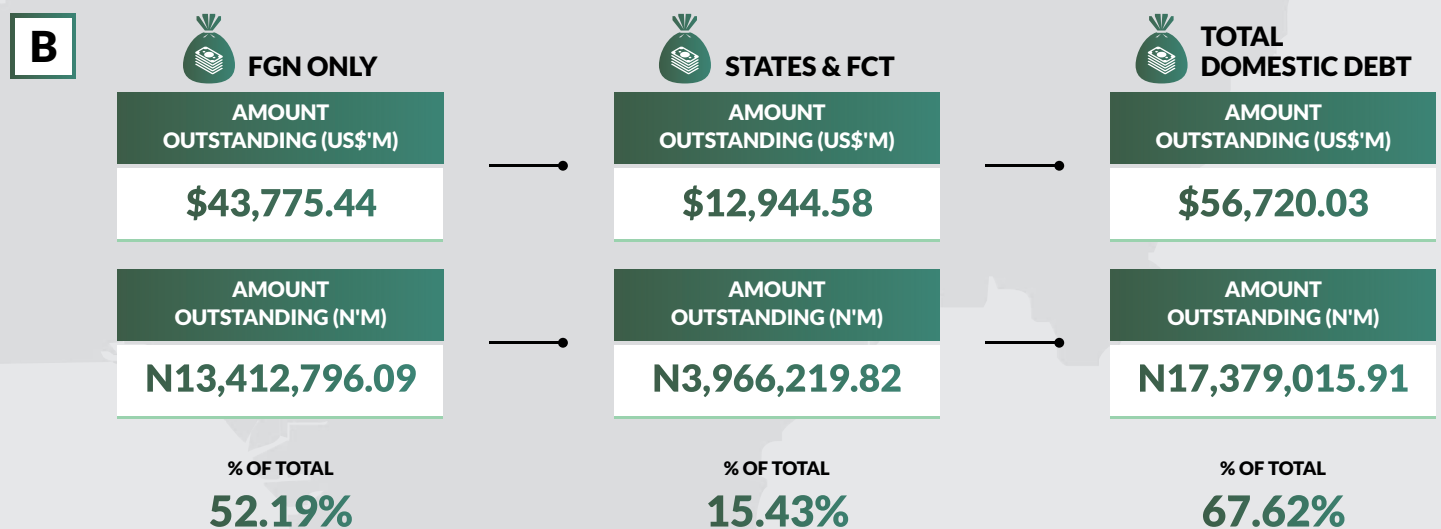 B
FGN ONLY
STATES & FCT
TOTAL
DOMESTIC DEBT
AMOUNT
OUTSTANDING (US$'M)
AMOUNT
OUTSTANDING (US$'M)
AMOUNT
OUTSTANDING (US$'M)
$43,775.44
$12,944.58
$56,720.03
AMOUNT
OUTSTANDING (N'M)
AMOUNT
OUTSTANDING (N'M)
AMOUNT
OUTSTANDING (N'M)
N13,412,796.09
N3,966,219.82
N17,379,015.91
% OF TOTAL
% OF TOTAL
% OF TOTAL
52.19%
15.43%
67.62%